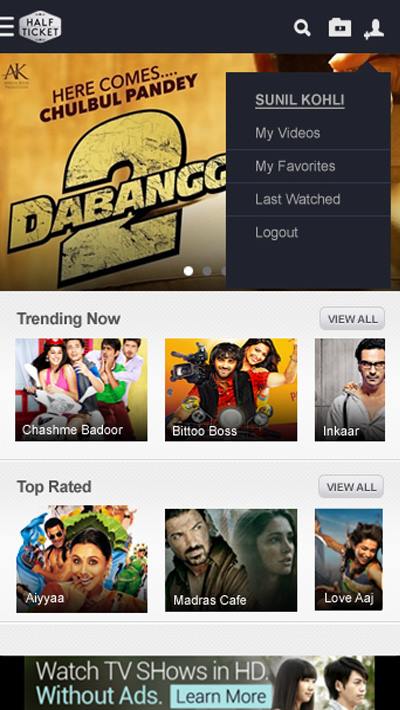 HALF
TICKET
AK
HERE COMES....
CHULBUL PANDEY
DABANGG
2
SUNIL KOHLI
My Videos
My Favorites
Last Watched
Logout
Trending Now
VIEW ALL
Chashme Badoor
Bittoo Boss
Inkaar
Top Rated
VIEW ALL
Aiyyaa
Madras Cafe
Love Aaj
Watch TV SHows in HD.
Without Ads. Learn More